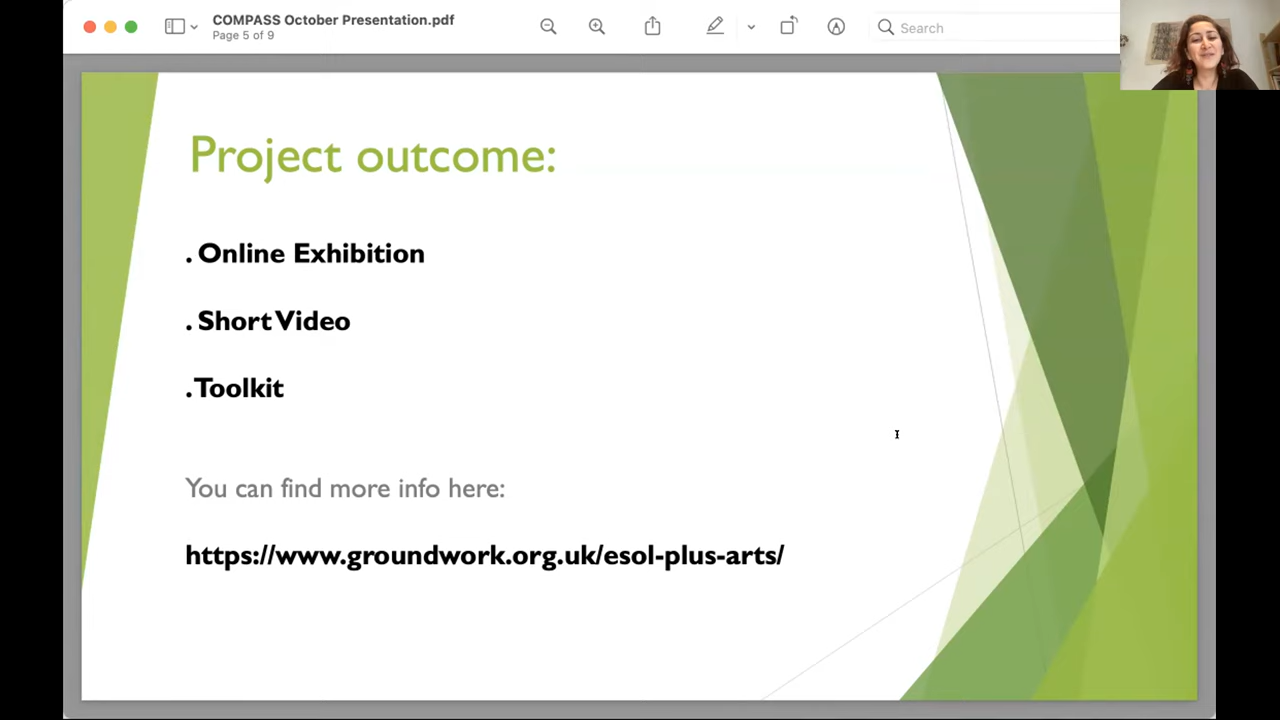 COMPASS October Presentation.pdf
Page 5 of 9
Search
Project outcome:
. Online Exhibition
. Short Video
. Toolkit
You can find more info here:
https://www.groundwork.org.uk/esol-plus-arts/